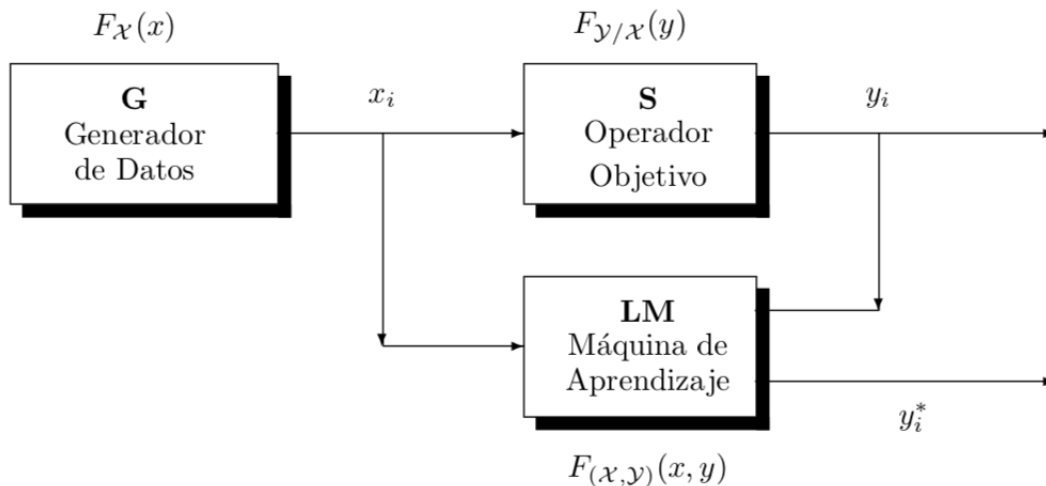 F_𝒳(x)
F_{𝒴/𝒳}(y)
G
Generador
de Datos
x_i
S
Operador
Objetivo
y_i
LM
Máquina de
Aprendizaje
y_i^*
F_{(𝒳,𝒴)}(x, y)